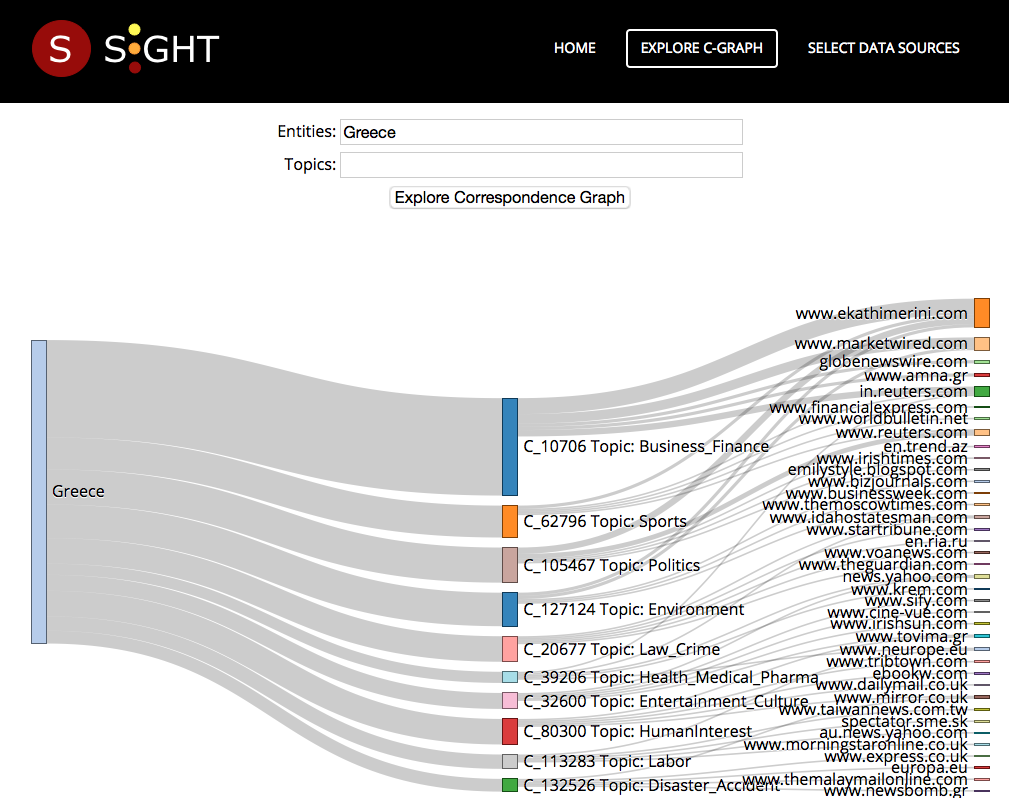 S S:GHT
HOME EXPLORE C-GRAPH SELECT DATA SOURCES
Entities: Greece
Topics:
Explore Correspondence Graph
Greece
C_10706 Topic: Business_Finance
C_62796 Topic: Sports
C_105467 Topic: Politics
C_127124 Topic: Environment
C_20677 Topic: Law_Crime
C_39206 Topic: Health_Medical_Pharma
C_32600 Topic: Entertainment_Culture
C_80300 Topic: HumanInterest
C_113283 Topic: Labor
C_132526 Topic: Disaster_Accident
www.ekathimerini.com
www.marketwired.com
globenewswire.com
www.amna.gr
in.reuters.com
www.financialexpress.com
www.worldbulletin.net
www.reuters.com
en.trend.az
www.irishtimes.com
emilystyle.blogspot.com
www.bizjournals.com
www.businessweek.com
www.themoscowtimes.com
www.idahostatesman.com
www.startribune.com
en.ria.ru
www.voanews.com
www.theguardian.com
news.yahoo.com
www.krem.com
www.sify.com
www.cine-vue.com
www.irishsun.com
www.tovima.gr
www.neurope.eu
www.tribtown.com
ebookw.com
www.dailymail.co.uk
www.mirror.co.uk
www.taiwannews.com.tw
spectator.sme.sk
au.news.yahoo.com
www.morningstaronline.co.uk
www.express.co.uk
europa.eu
www.themalaymailonline.com
www.newsbomb.gr